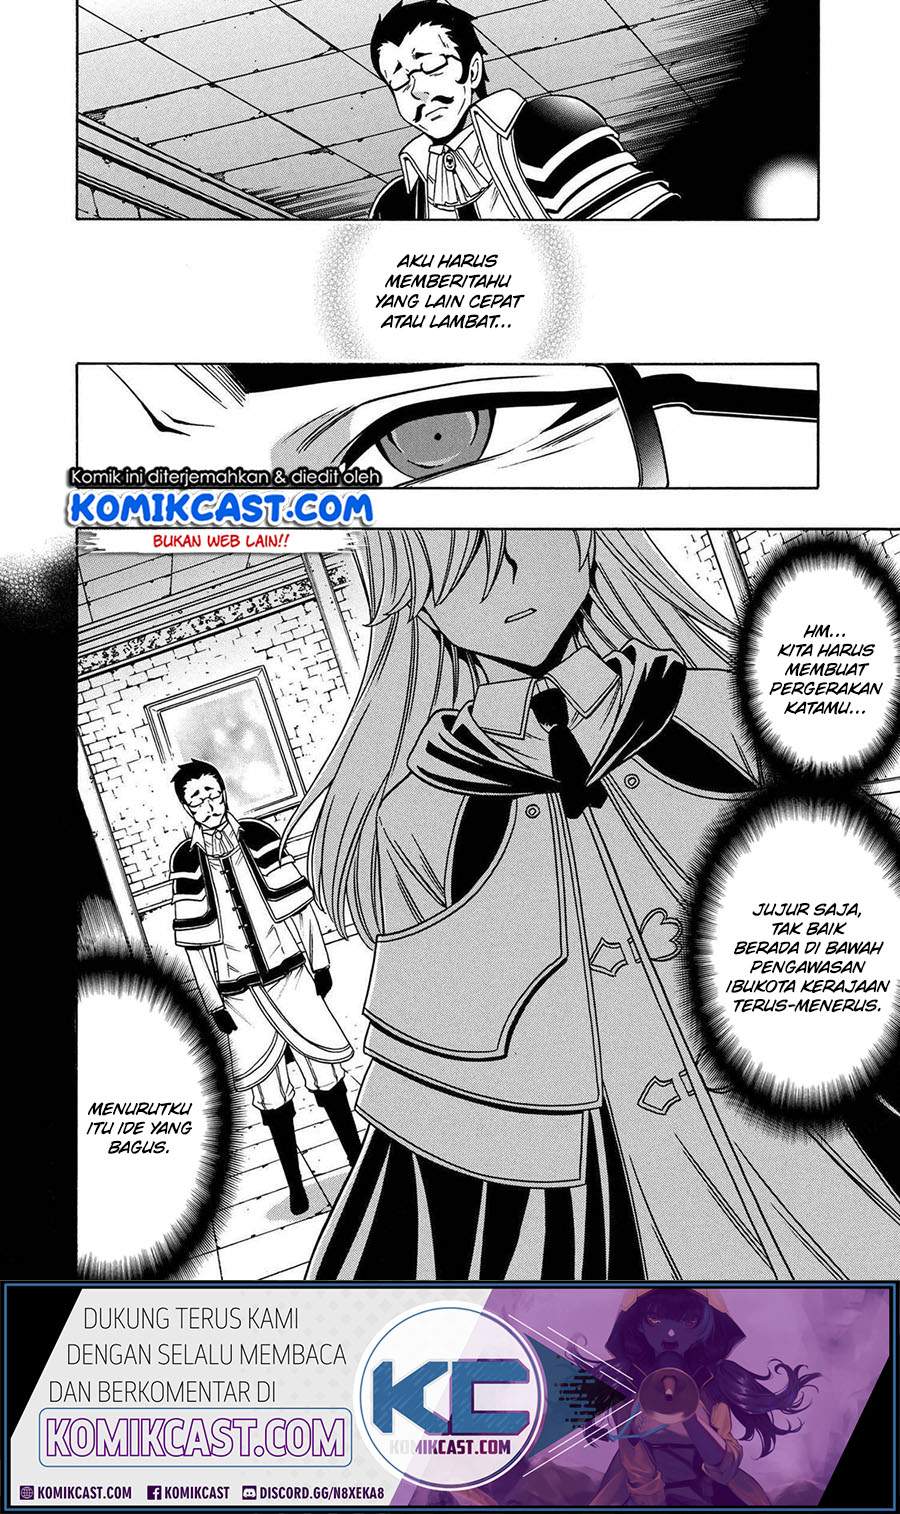 AKU HARUS
MEMBERITAHU
YANG LAIN CEPAT
ATAU LAMBAT...
Komik ini diterjemahkan & diedit oleh
KOMIKCAST.COM
BUKAN WEB LAIN!!
HM...
KITA HARUS
MEMBUAT
PERGERAKAN
KATAMU...
JUJUR SAJA,
TAK BAIK
BERADA DI BAWAH
PENGAWASAN
IBUKOTA KERAJAAN
TERUS-MENERUS.
MENURUTKU
ITU IDE YANG
BAGUS.
DUKUNG TERUS KAMI
DENGAN SELALU MEMBACA
DAN BERKOMENTAR DI
KOMIKCAST.COM
KC
KOMIKCAST.COM
KOMIKCAST.COM KOMIKCAST DISCORD.GG/N8XEKA8